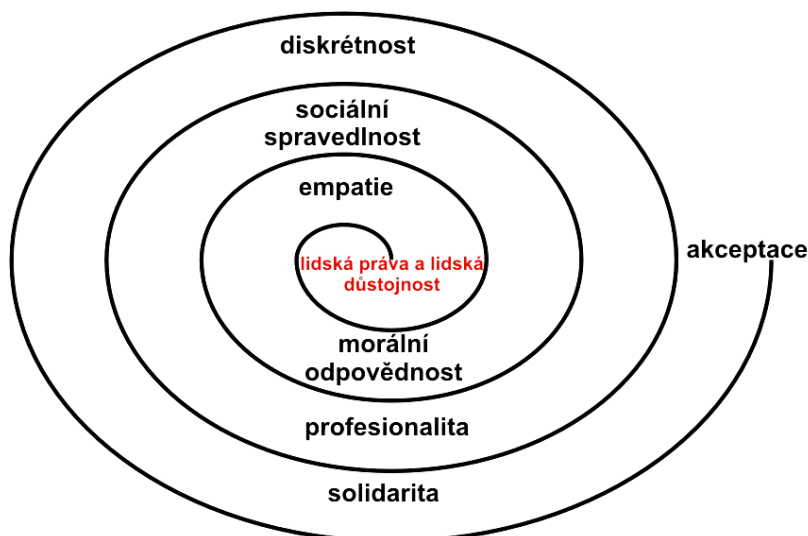 diskrétnost
sociální
spravedlnost
empatie
akceptace
lidská práva a lidská
důstojnost
morální
odpovědnost
profesionalita
solidarita